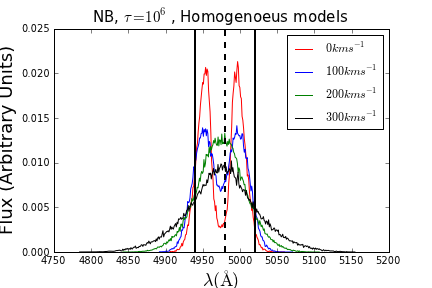 NB, τ=10⁶ , Homogenoeus models
Flux (Arbitrary Units)
0.025
0.020
0.015
0.010
0.005
0.000
0kms⁻¹
100kms⁻¹
200kms⁻¹
300kms⁻¹
4750 4800 4850 4900 4950 5000 5050 5100 5150 5200
λ(Å)